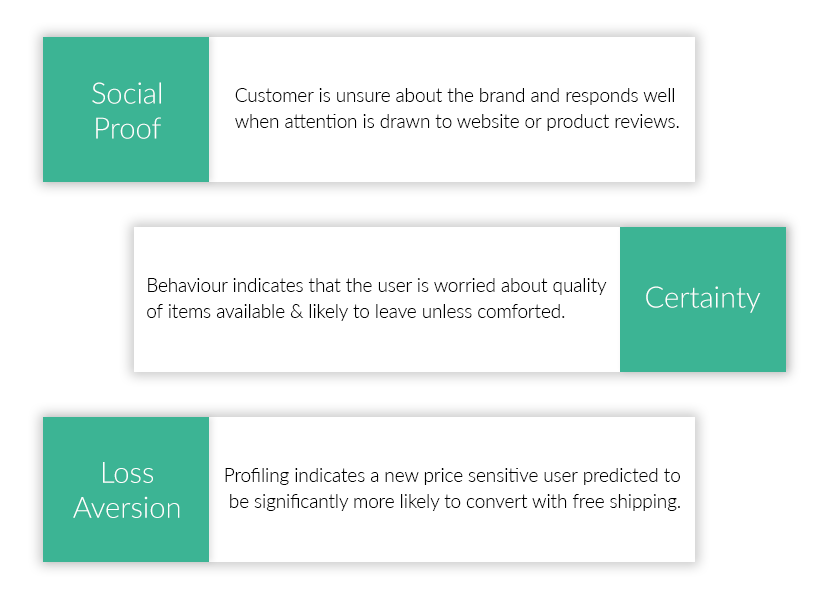 Social
Proof
Customer is unsure about the brand and responds well
when attention is drawn to website or product reviews.
Behaviour indicates that the user is worried about quality
of items available & likely to leave unless comforted.
Certainty
Loss
Aversion
Profiling indicates a new price sensitive user predicted to
be significantly more likely to convert with free shipping.